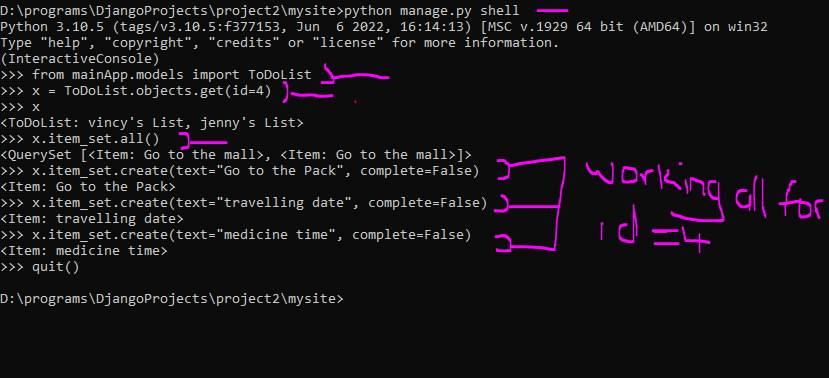 D:\programs\DjangoProjects\project2\mysite>python manage.py shell
Python 3.10.5 (tags/v3.10.5:f377153, Jun  6 2022, 16:14:13) [MSC v.1929 64 bit (AMD64)] on win32
Type "help", "copyright", "credits" or "license" for more information.
(InteractiveConsole)
>>> from mainApp.models import ToDoList
>>> x = ToDoList.objects.get(id=4)
>>> x
<ToDoList: vincy's List, jenny's List>
>>> x.item_set.all()
<QuerySet [<Item: Go to the mall>, <Item: Go to the mall>]>
>>> x.item_set.create(text="Go to the Pack", complete=False)
<Item: Go to the Pack>
>>> x.item_set.create(text="travelling date", complete=False)
<Item: travelling date>
>>> x.item_set.create(text="medicine time", complete=False)
<Item: medicine time>
>>> quit()
D:\programs\DjangoProjects\project2\mysite>
working all for
id=4